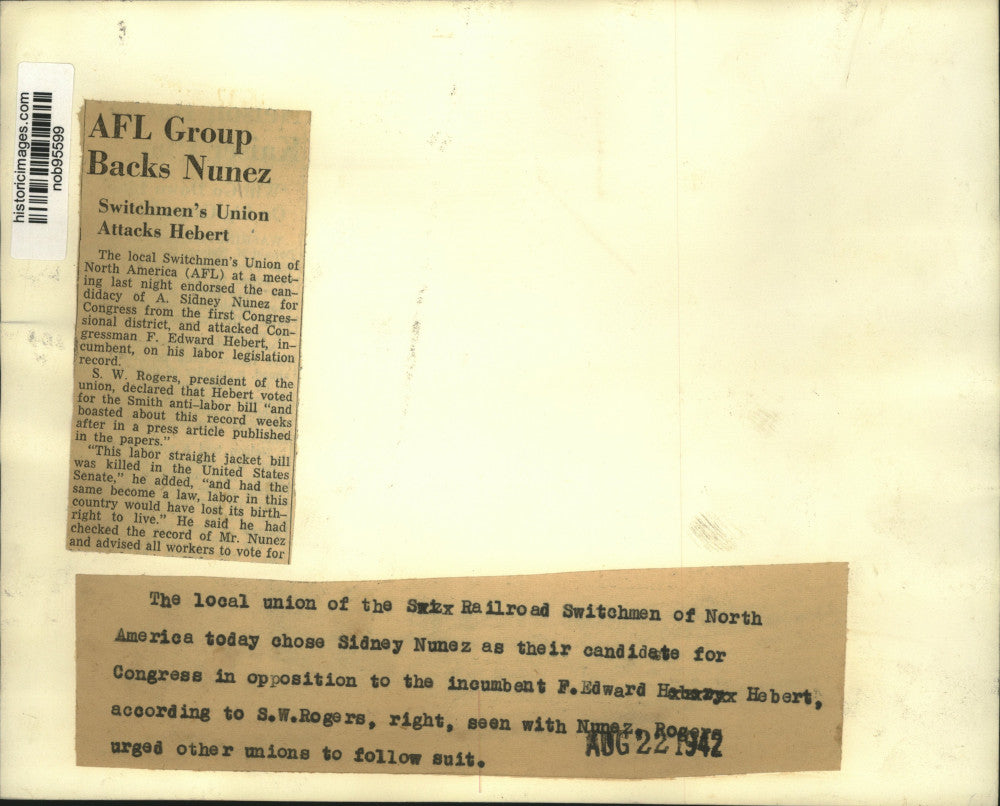 historicimages.com
nob95599
AFL Group
Backs Nunez
Switchmen's Union
Attacks Hebert
The local Switchmen's Union of
North America (AFL) at a meet-
ing last night endorsed the can-
didacy of A. Sidney Nunez for
Congress from the first Congres-
sional district, and attacked Con-
gressman F. Edward Hebert, in-
cumbent, on his labor legislation
record.
S. W. Rogers, president of the
union, declared that Hebert voted
for the Smith anti-labor bill "and
boasted about this record weeks
after in a press article published
in the papers."
"This labor straight jacket bill
was killed in the United States
Senate," he added, "and had the
same become a law, labor in this
country would have lost its birth-
right to live." He said he had
checked the record of Mr. Nunez
and advised all workers to vote for
The local union of the Railroad Switchmen of North
America today chose Sidney Nunez as their candidate for
Congress in opposition to the incumbent F.Edward Hebert,
according to S.W.Rogers, right, seen with Nunez. Rogers
urged other unions to follow suit.
AUG 22 1942